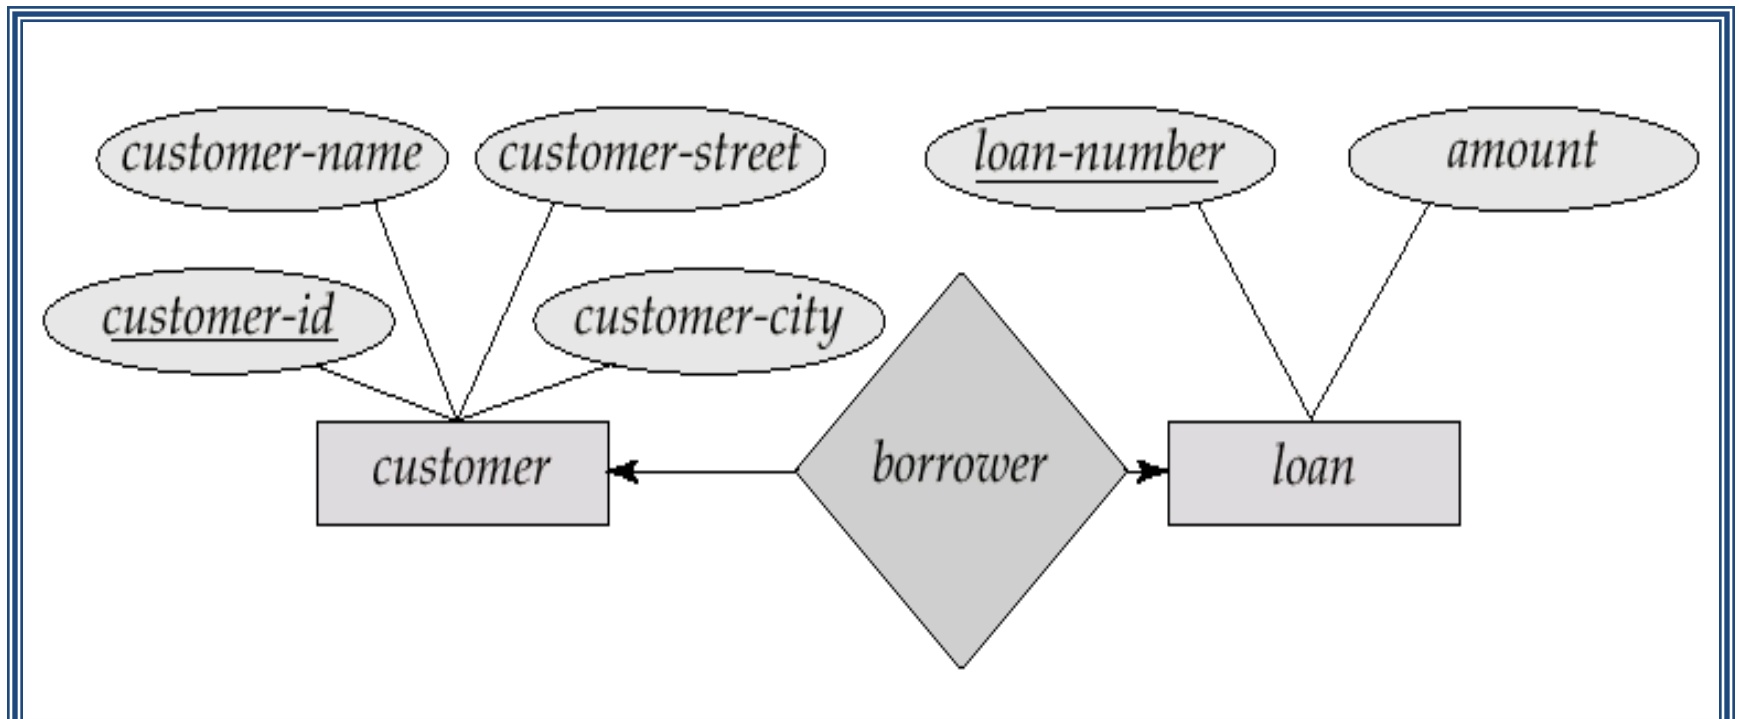 customer-name customer-street loan-number amount
customer-id customer-city
customer borrower loan